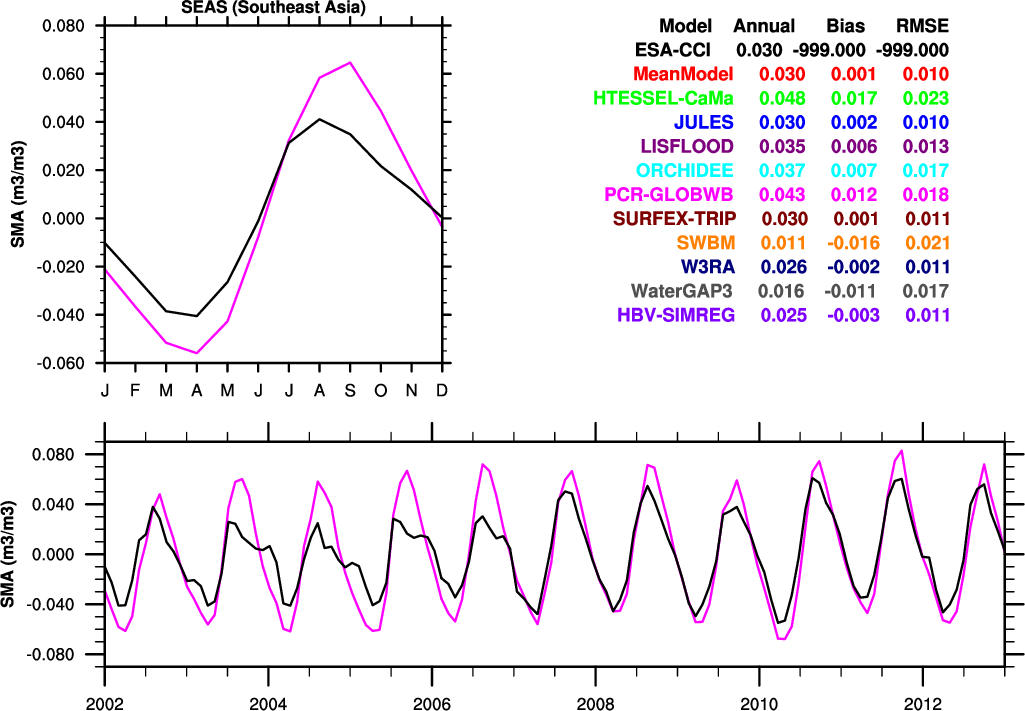 SEAS (Southeast Asia)
0.080
0.060
0.040
0.020
0.000
-0.020
-0.040
-0.060
SMA (m3/m3)
J F M A M J J A S O N D
Model Annual Bias RMSE
ESA-CCI 0.030 -999.000 -999.000
MeanModel 0.030 0.001 0.010
HTESSEL-CaMa 0.048 0.017 0.023
JULES 0.030 0.002 0.010
LISFLOOD 0.035 0.006 0.013
ORCHIDEE 0.037 0.007 0.017
PCR-GLOBWB 0.043 0.012 0.018
SURFEX-TRIP 0.030 0.001 0.011
SWBM 0.011 -0.016 0.021
W3RA 0.026 -0.002 0.011
WaterGAP3 0.016 -0.011 0.017
HBV-SIMREG 0.025 -0.003 0.011
0.080
0.040
0.000
-0.040
-0.080
SMA (m3/m3)
2002 2004 2006 2008 2010 2012